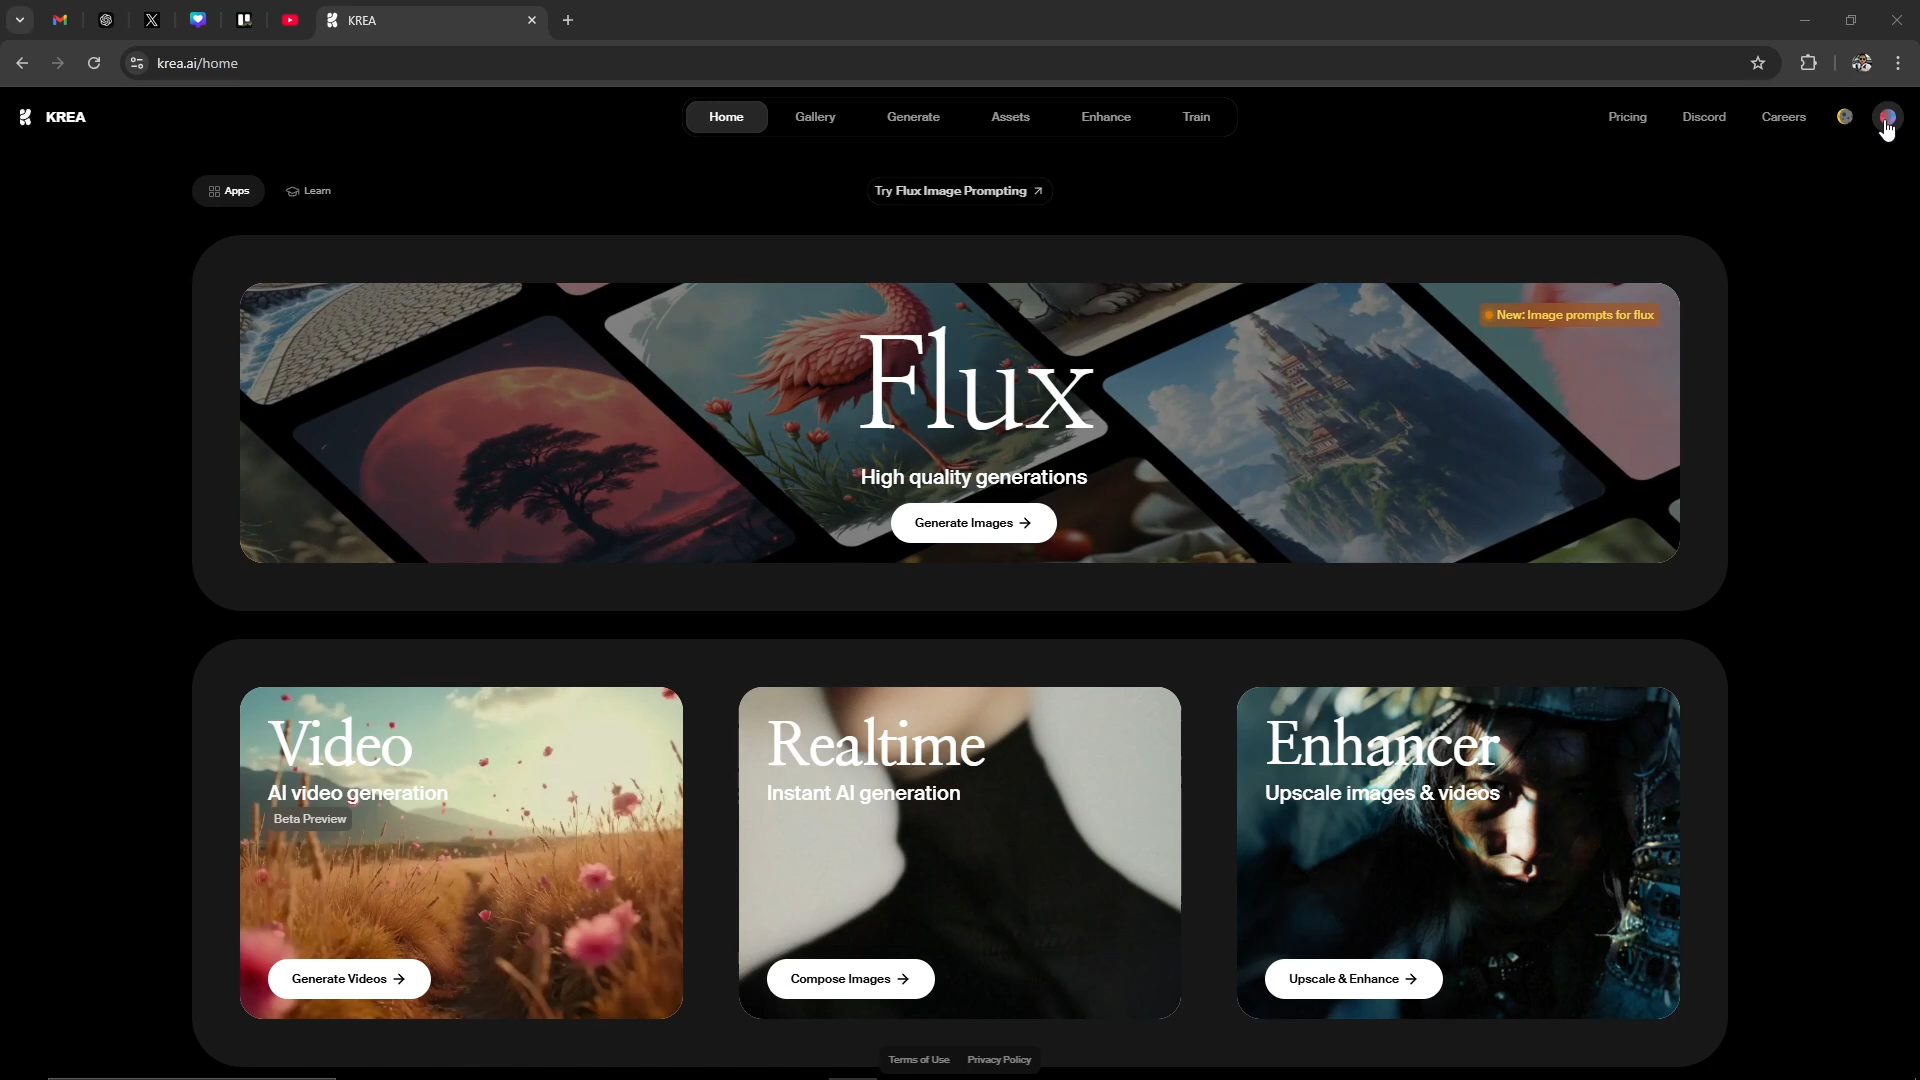 KREA
krea.ai/home
KREA
Home
Gallery
Generate
Assets
Enhance
Train
Pricing
Discord
Careers
Apps
Learn
Try Flux Image Prompting
New: Image prompts for flux
Flux
High quality generations
Generate Images
Video
AI video generation
Beta Preview
Generate Videos
Realtime
Instant AI generation
Compose Images
Enhancer
Upscale images & videos
Upscale & Enhance
Terms of Use
Privacy Policy